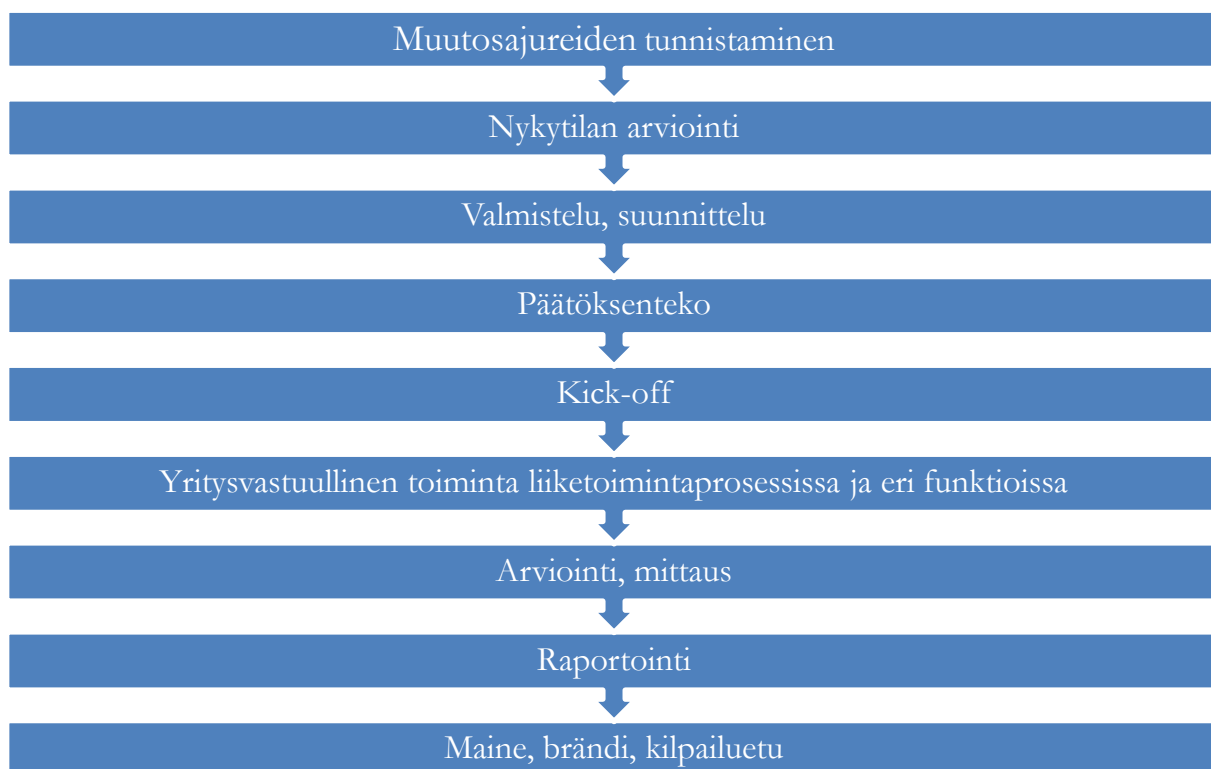 Muutosajureiden tunnistaminen
Nykytilan arviointi
Valmistelu, suunnittelu
Päätöksenteko
Kick-off
Yritysvastuullinen toiminta liiketoimintaprosessissa ja eri funktioissa
Arviointi, mittaus
Raportointi
Maine, brändi, kilpailuetu